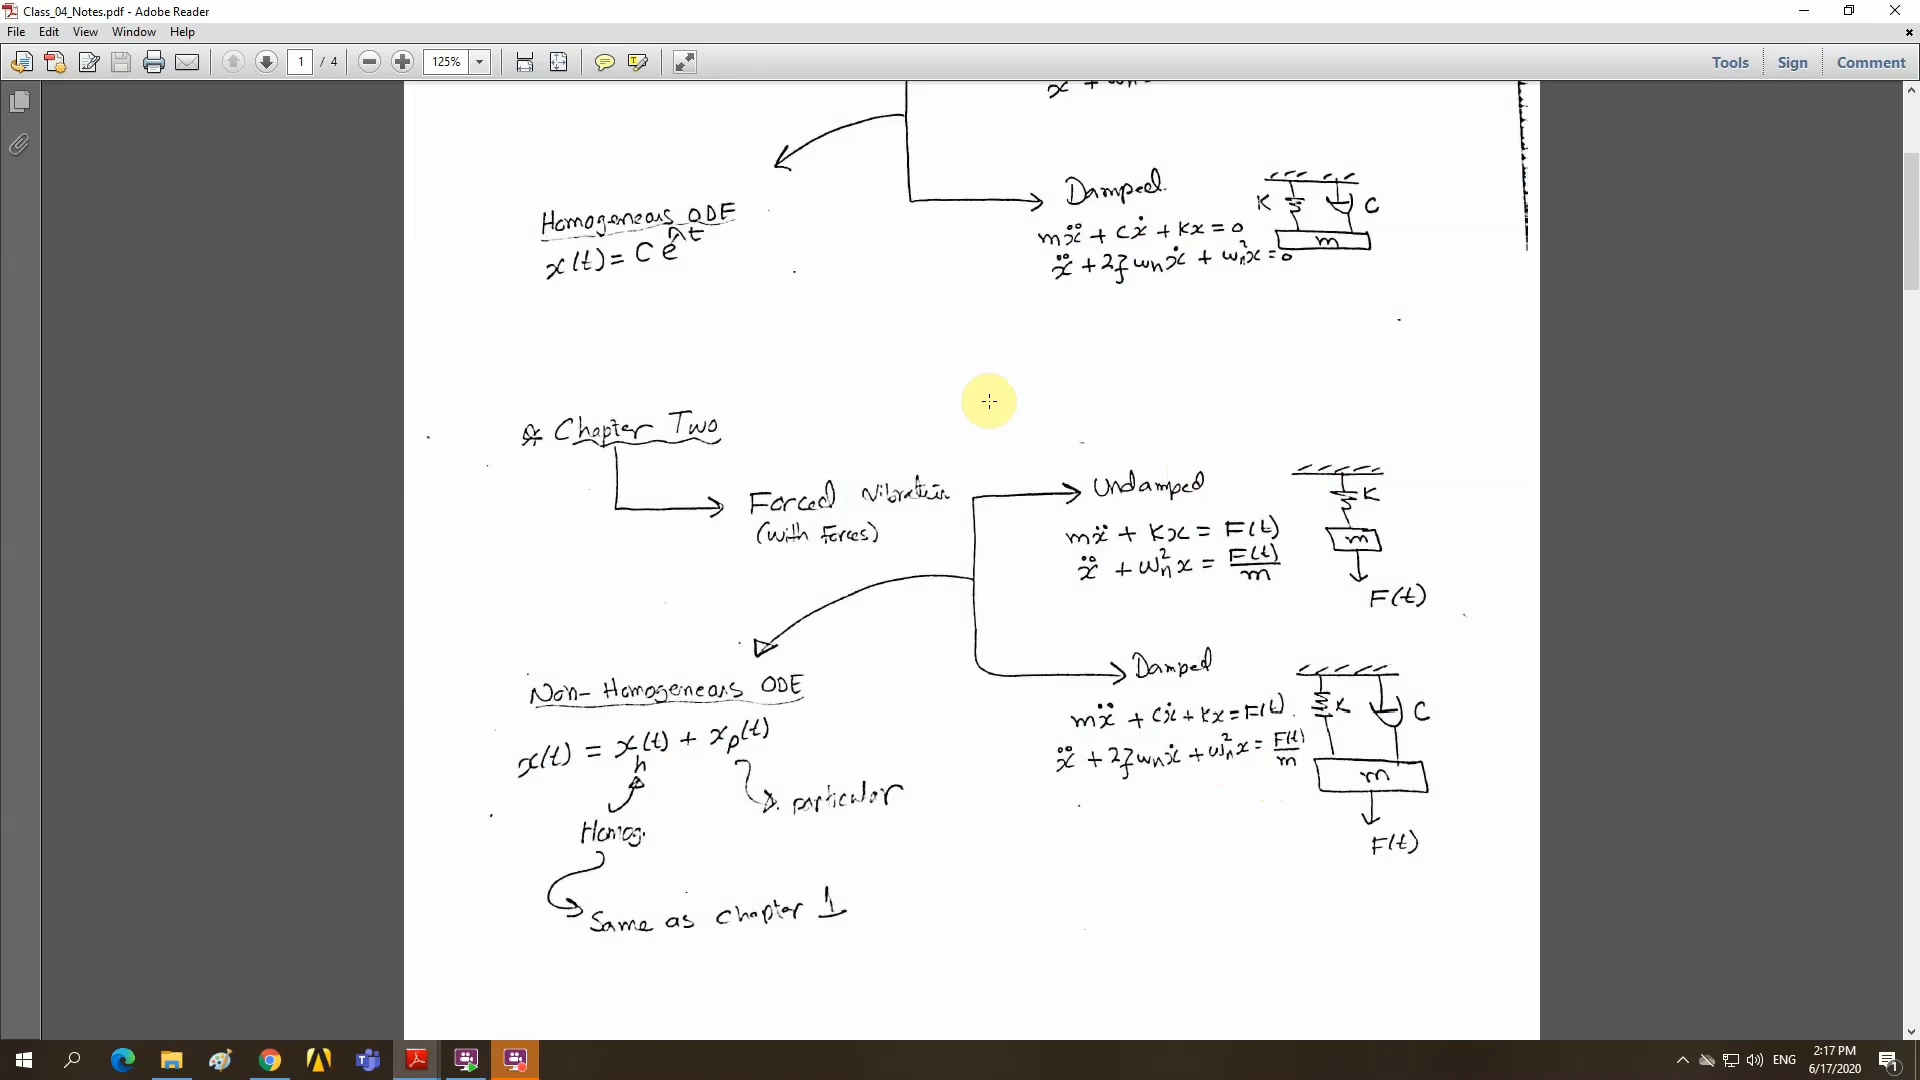 Class_04_Notes.pdf - Adobe Reader
File Edit View Window Help
1 / 4 125% Tools Sign Comment
Damped.
K C
m
Homogeneous ODE
x(t) = C e^λt
mẍ + cẋ + kx = 0
ẍ + 2ζωnẋ + ωn²x = 0
* Chapter Two
Forced Vibration
(with Forces)
Undamped
mẍ + kx = F(t)
ẍ + ωn²x = F(t)/m
K
m
F(t)
Non-Homogeneous ODE
x(t) = xh(t) + xp(t)
particular
Homog.
Same as chapter 1
Damped
mẍ + cẋ + kx = F(t).
ẍ + 2ζωnẋ + ωn²x = F(t)/m
K C
m
F(t)
ENG
2:17 PM
6/17/2020
1